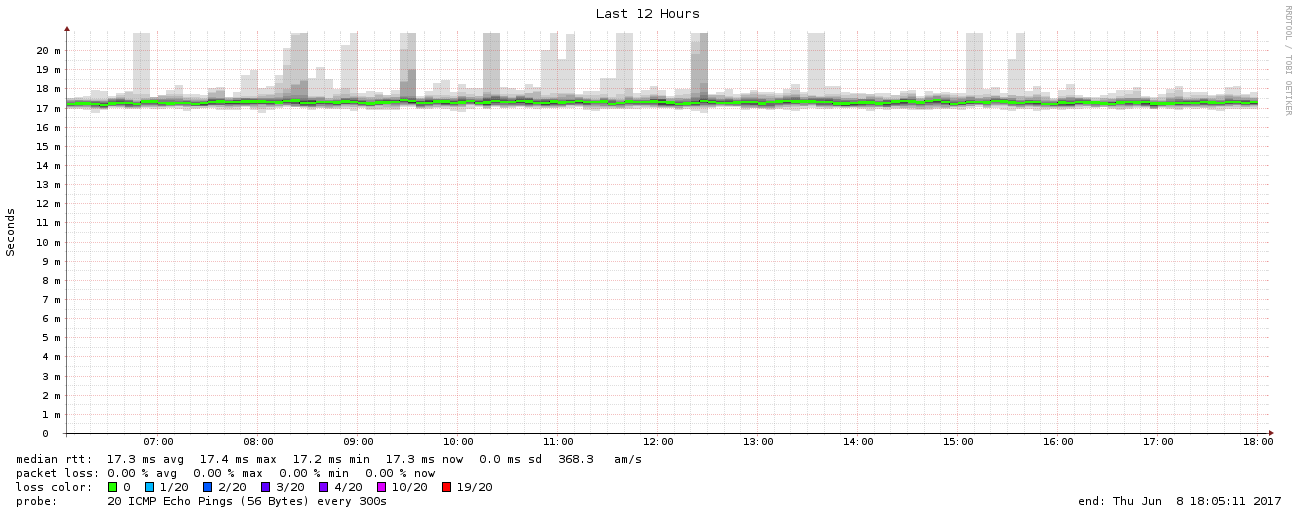 Last 12 Hours
RRDTOOL / TOBI OETIKER
Seconds
20 m
19 m
18 m
17 m
16 m
15 m
14 m
13 m
12 m
11 m
10 m
9 m
8 m
7 m
6 m
5 m
4 m
3 m
2 m
1 m
0
07:00 08:00 09:00 10:00 11:00 12:00 13:00 14:00 15:00 16:00 17:00 18:00
median rtt: 17.3 ms avg 17.4 ms max 17.2 ms min 17.3 ms now 0.0 ms sd 368.3 am/s
packet loss: 0.00 % avg 0.00 % max 0.00 % min 0.00 % now
loss color: 0 1/20 2/20 3/20 4/20 10/20 19/20
probe: 20 ICMP Echo Pings (56 Bytes) every 300s end: Thu Jun 8 18:05:11 2017